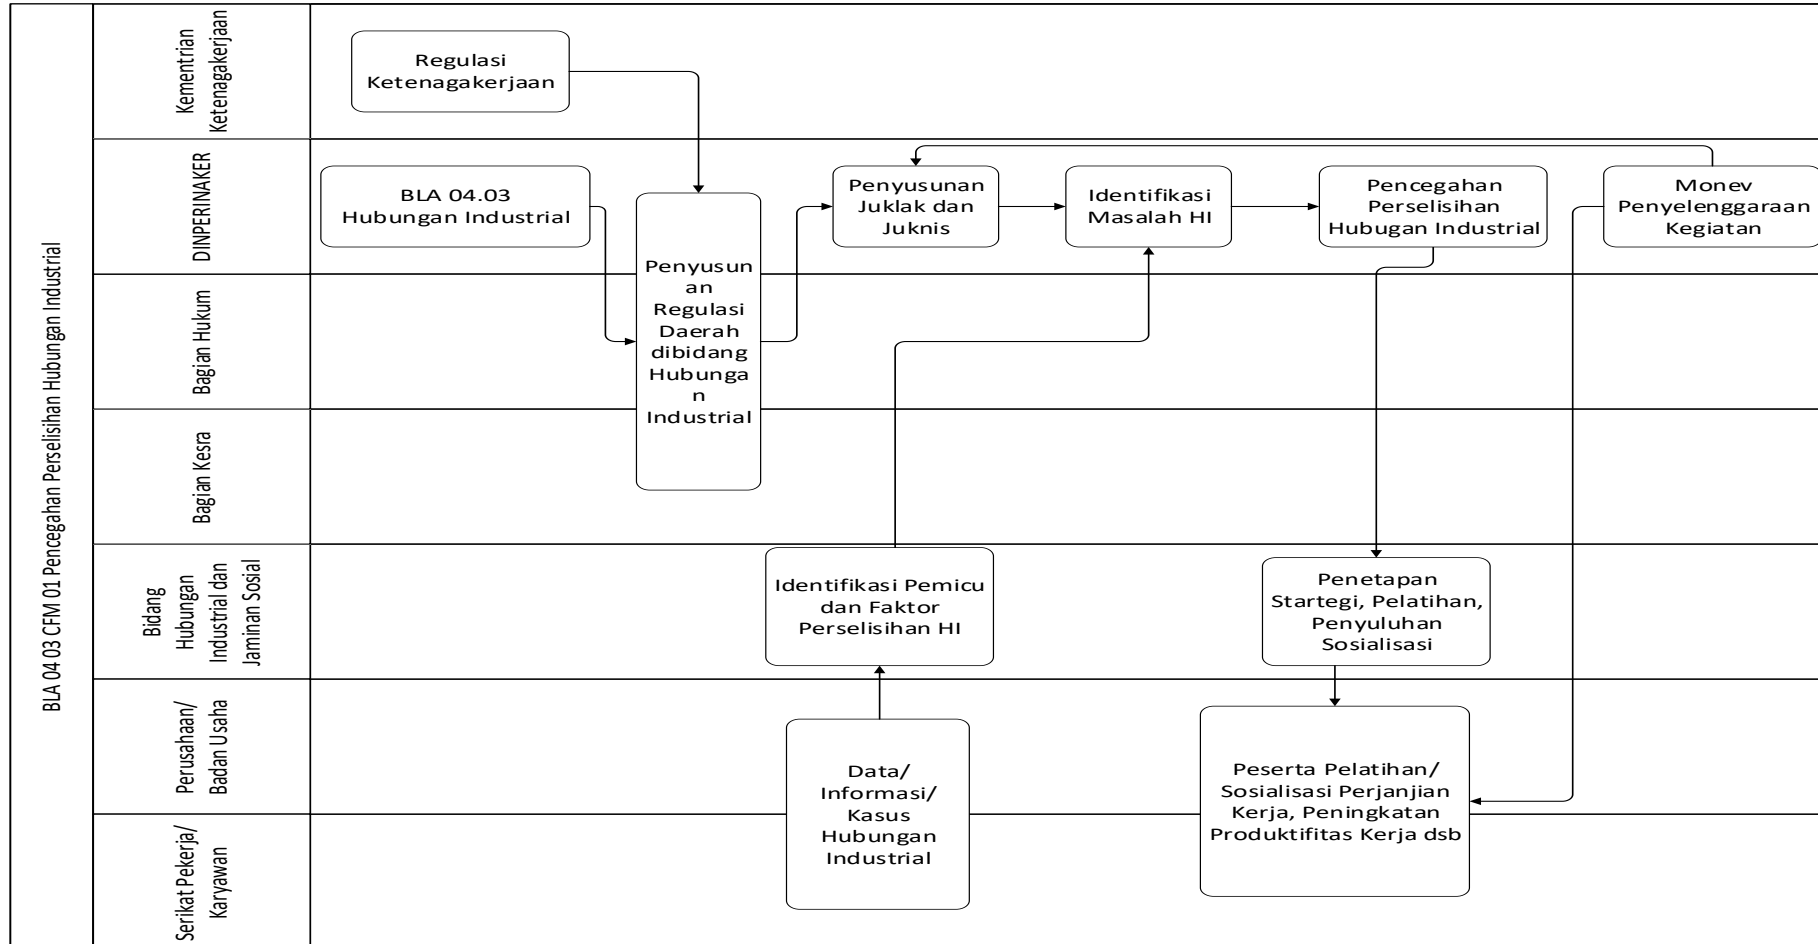 BLA 04 03 CFM 01 Pencegahan Perselisihan Hubungan Industrial
Kementrian
Ketenagakerjaan
Regulasi
Ketenagakerjaan
DINPERINAKER
BLA 04.03
Hubungan Industrial
Penyusun
an
Regulasi
Daerah
dibidang
Hubunga
n
Industrial
Penyusunan
Juklak dan
Juknis
Identifikasi
Masalah HI
Pencegahan
Perselisihan
Hubugan Industrial
Monev
Penyelenggaraan
Kegiatan
Bagian Hukum
Bagian Kesra
Bidang
Hubungan
Industrial dan
Jaminan Sosial
Identifikasi Pemicu
dan Faktor
Perselisihan HI
Penetapan
Startegi, Pelatihan,
Penyuluhan
Sosialisasi
Perusahaan/
Badan Usaha
Data/
Informasi/
Kasus
Hubungan
Industrial
Peserta Pelatihan/
Sosialisasi Perjanjian
Kerja, Peningkatan
Produktifitas Kerja dsb
Serikat Pekerja/
Karyawan